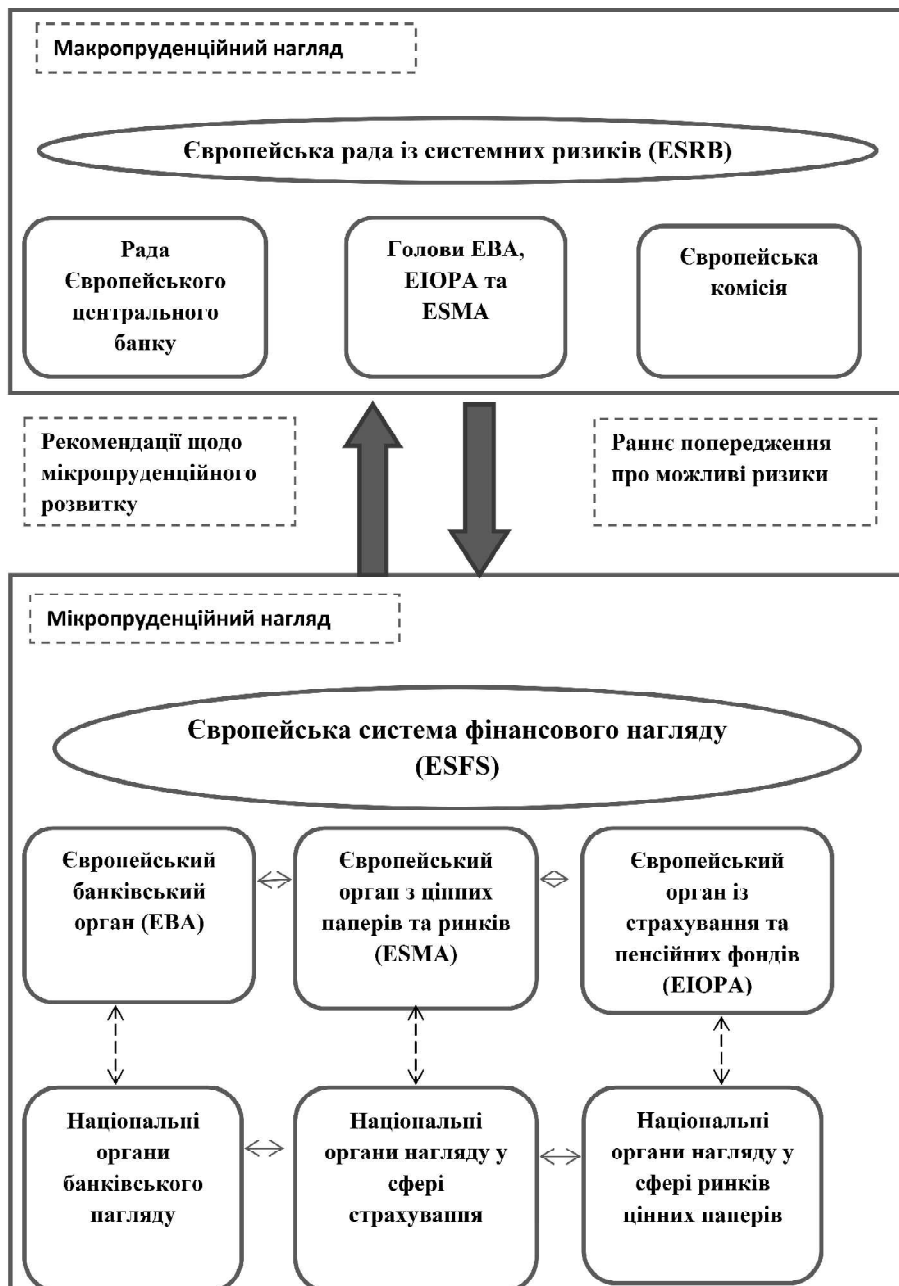 Макропруденційний нагляд
Європейська рада із системних ризиків (ESRB)
Рада
Європейського
центрального
банку
Голови EBA,
EIOPA та
ESMA
Європейська
комісія
Рекомендації щодо
мікропруденційного
розвитку
Раннє попередження
про можливі ризики
Мікропруденційний нагляд
Європейська система фінансового нагляду
(ESFS)
Європейський
банківський
орган (EBA)
Європейський
орган з цінних
паперів та ринків
(ESMA)
Європейський
орган із
страхування та
пенсійних фондів
(EIOPA)
Національні
органи
банківського
нагляду
Національні
органи нагляду у
сфері
страхування
Національні
органи нагляду у
сфері ринків
цінних паперів